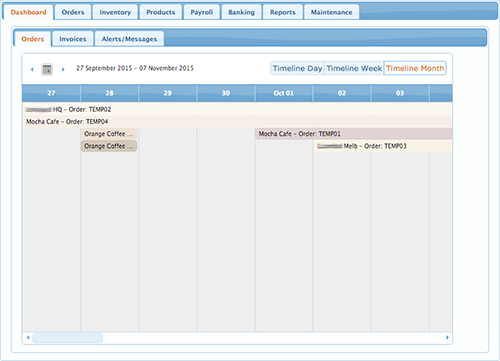 Dashboard Orders Inventory Products Payroll Banking Reports Maintenance
Orders Invoices Alerts/Messages
27 September 2015 - 07 November 2015 Timeline Day Timeline Week Timeline Month
27 28 29 30 Oct 01 02 03
HQ - Order: TEMP02
Mocha Cafe - Order: TEMP04
Orange Coffee ... Mocha Cafe - Order: TEMP01
Orange Coffee ... Melb - Order: TEMP03